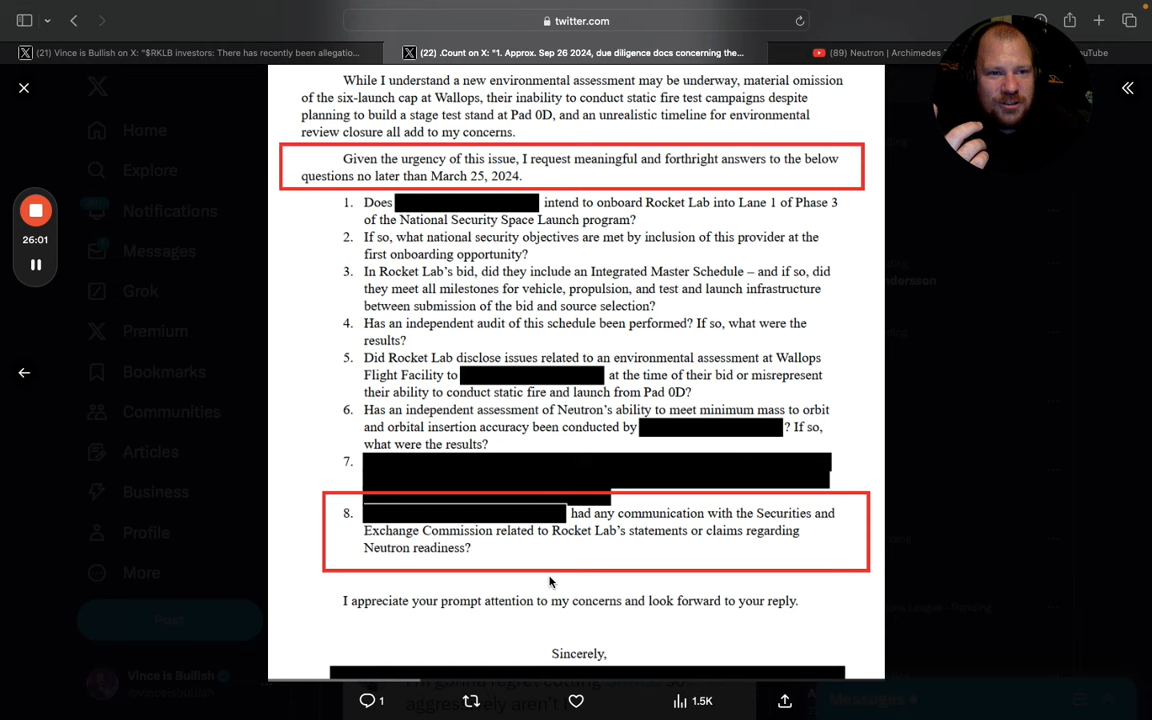 twitter.com
(21) Vince is Bullish on X: "$RKLB investors: There has recently been allegatio...
(22) .Count on X: "1. Approx. Sep 26 2024, due diligence docs concerning the...
(89) Neutron | Archimedes
While I understand a new environmental assessment may be underway, material omission
of the six-launch cap at Wallops, their inability to conduct static fire test campaigns despite
planning to build a stage test stand at Pad 0D, and an unrealistic timeline for environmental
review closure all add to my concerns.
Given the urgency of this issue, I request meaningful and forthright answers to the below
questions no later than March 25, 2024.
1. Does intend to onboard Rocket Lab into Lane 1 of Phase 3
of the National Security Space Launch program?
2. If so, what national security objectives are met by inclusion of this provider at the
first onboarding opportunity?
3. In Rocket Lab's bid, did they include an Integrated Master Schedule – and if so, did
they meet all milestones for vehicle, propulsion, and test and launch infrastructure
between submission of the bid and source selection?
4. Has an independent audit of this schedule been performed? If so, what were the
results?
5. Did Rocket Lab disclose issues related to an environmental assessment at Wallops
Flight Facility to at the time of their bid or misrepresent
their ability to conduct static fire and launch from Pad 0D?
6. Has an independent assessment of Neutron's ability to meet minimum mass to orbit
and orbital insertion accuracy been conducted by ? If so,
what were the results?
7.
8. had any communication with the Securities and
Exchange Commission related to Rocket Lab's statements or claims regarding
Neutron readiness?
I appreciate your prompt attention to my concerns and look forward to your reply.
Sincerely,
Home
Explore
Notifications
Messages
Grok
Premium
Bookmarks
Communities
Articles
Business
Profile
More
Post
Vince is Bullish
@vinceisbullish
26:01
1
1.5K
Messages